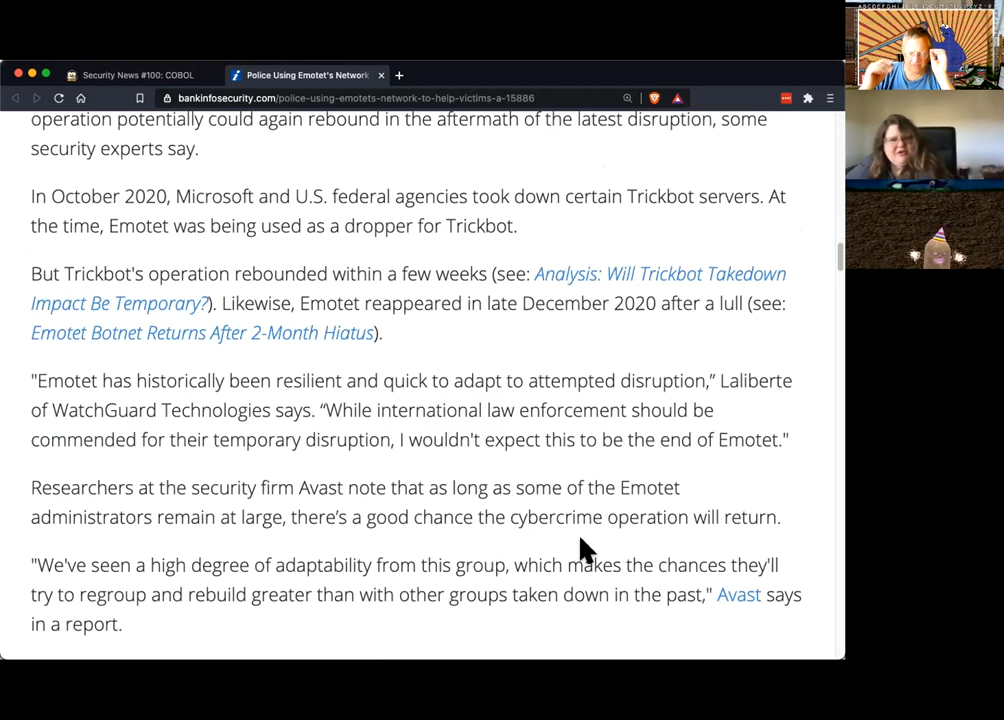 Security News #100: COBOL
Police Using Emotet's Network
bankinfosecurity.com/police-using-emotets-network-to-help-victims-a-15886
operation potentially could again rebound in the aftermath of the latest disruption, some
security experts say.
In October 2020, Microsoft and U.S. federal agencies took down certain Trickbot servers. At
the time, Emotet was being used as a dropper for Trickbot.
But Trickbot's operation rebounded within a few weeks (see: Analysis: Will Trickbot Takedown
Impact Be Temporary?). Likewise, Emotet reappeared in late December 2020 after a lull (see:
Emotet Botnet Returns After 2-Month Hiatus).
"Emotet has historically been resilient and quick to adapt to attempted disruption,” Laliberte
of WatchGuard Technologies says. “While international law enforcement should be
commended for their temporary disruption, I wouldn't expect this to be the end of Emotet."
Researchers at the security firm Avast note that as long as some of the Emotet
administrators remain at large, there’s a good chance the cybercrime operation will return.
"We've seen a high degree of adaptability from this group, which makes the chances they'll
try to regroup and rebuild greater than with other groups taken down in the past," Avast says
in a report.